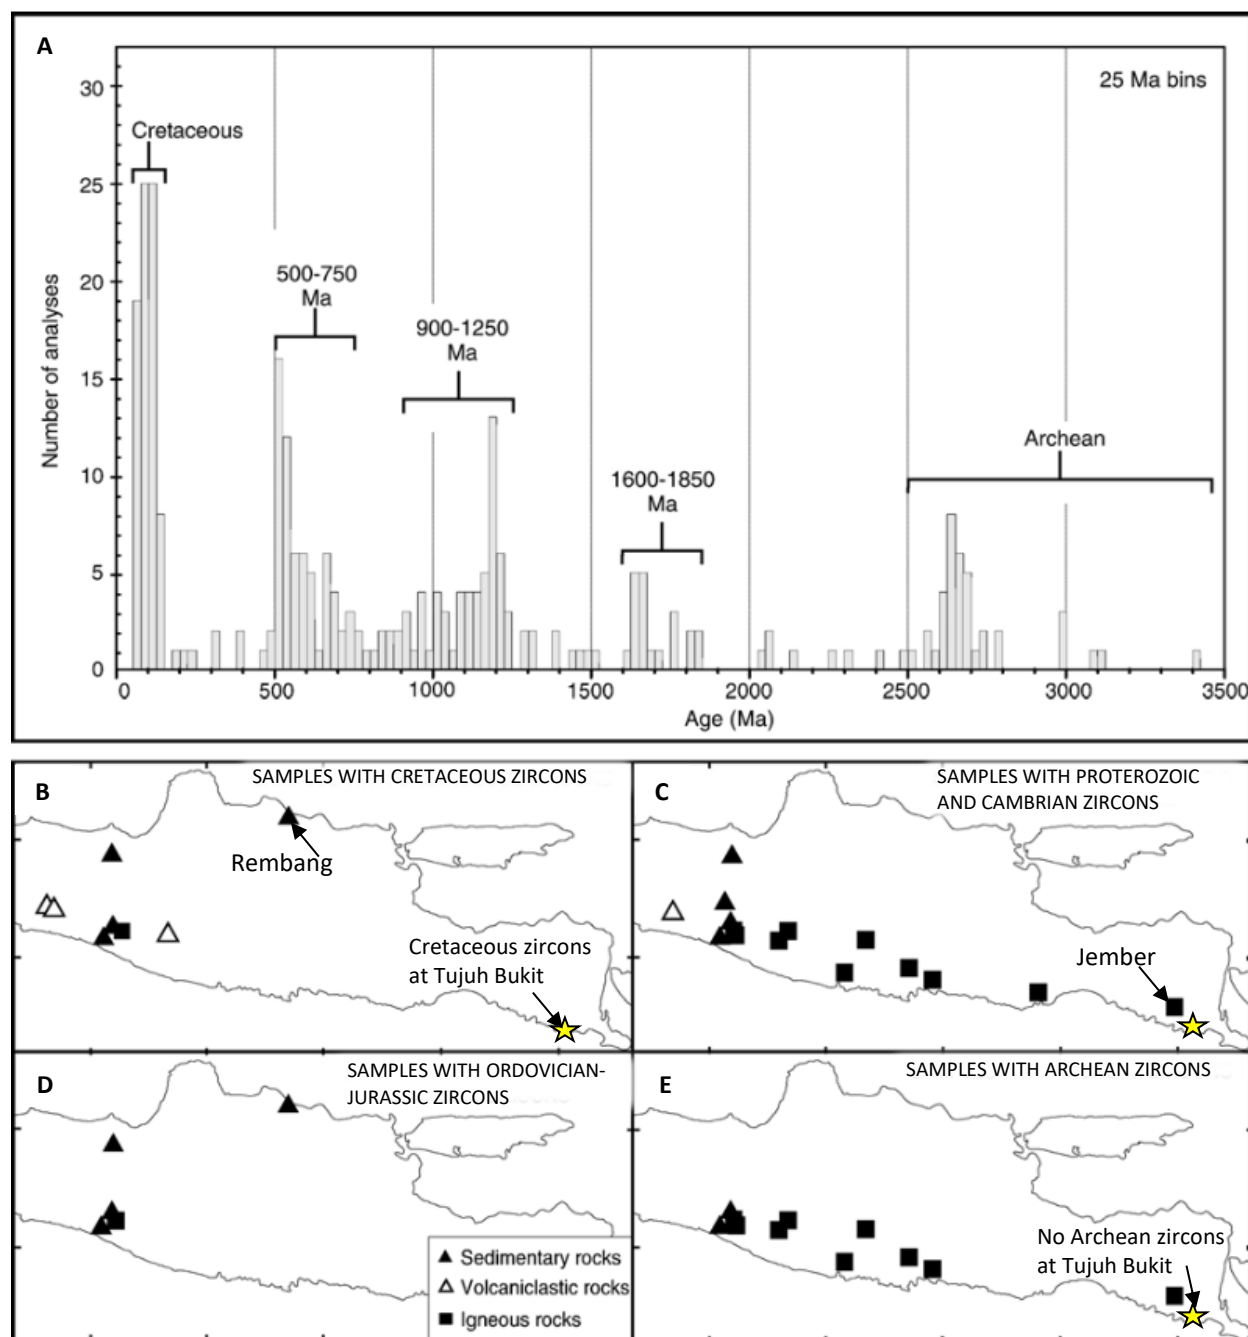 A
25 Ma bins
Cretaceous
500-750
Ma
900-1250
Ma
1600-1850
Ma
Archean
Number of analyses
30
25
20
15
10
5
0
0 500 1000 1500 2000 2500 3000 3500
Age (Ma)
B
SAMPLES WITH CRETACEOUS ZIRCONS
Rembang
Cretaceous zircons
at Tujuh Bukit
C
SAMPLES WITH PROTEROZOIC
AND CAMBRIAN ZIRCONS
Jember
D
SAMPLES WITH ORDOVICIAN-
JURASSIC ZIRCONS
Sedimentary rocks
Volcaniclastic rocks
Igneous rocks
E
SAMPLES WITH ARCHEAN ZIRCONS
No Archean zircons
at Tujuh Bukit